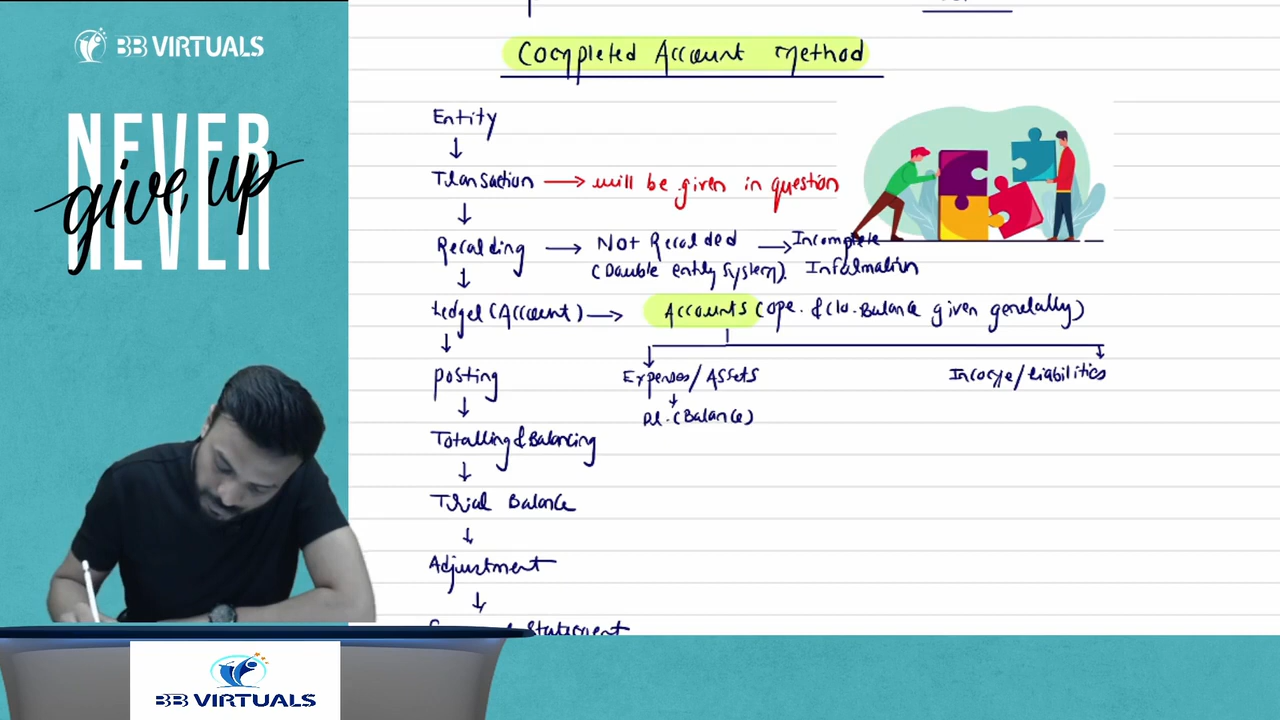 BB VIRTUALS
NEVER
give up
NEVER
Completed Account method
Entity
Transaction → will be given in question
Recording → Not Recorded → Incomplete
(Double entry System). Information
Ledger (Account) → Accounts (ope. & clo. Balance given generally)
Posting
Expenses/Assets
Income/Liabilities
Dr. (Balance)
Totalling & Balancing
Trial Balance
Adjustment
Statement
BB VIRTUALS